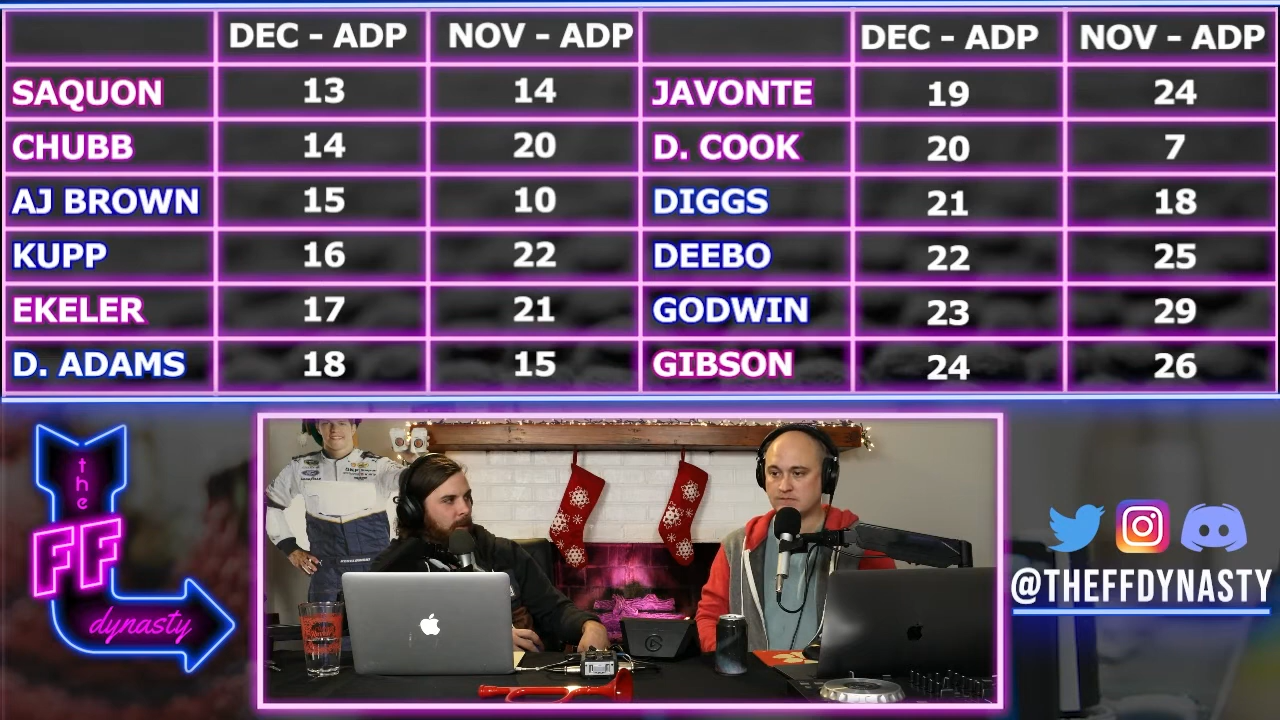 DEC - ADP NOV - ADP DEC - ADP NOV - ADP
SAQUON 13 14 JAVONTE 19 24
CHUBB 14 20 D. COOK 20 7
AJ BROWN 15 10 DIGGS 21 18
KUPP 16 22 DEEBO 22 25
EKELER 17 21 GODWIN 23 29
D. ADAMS 18 15 GIBSON 24 26
the
FF
dynasty
@THEFFDYNASTY